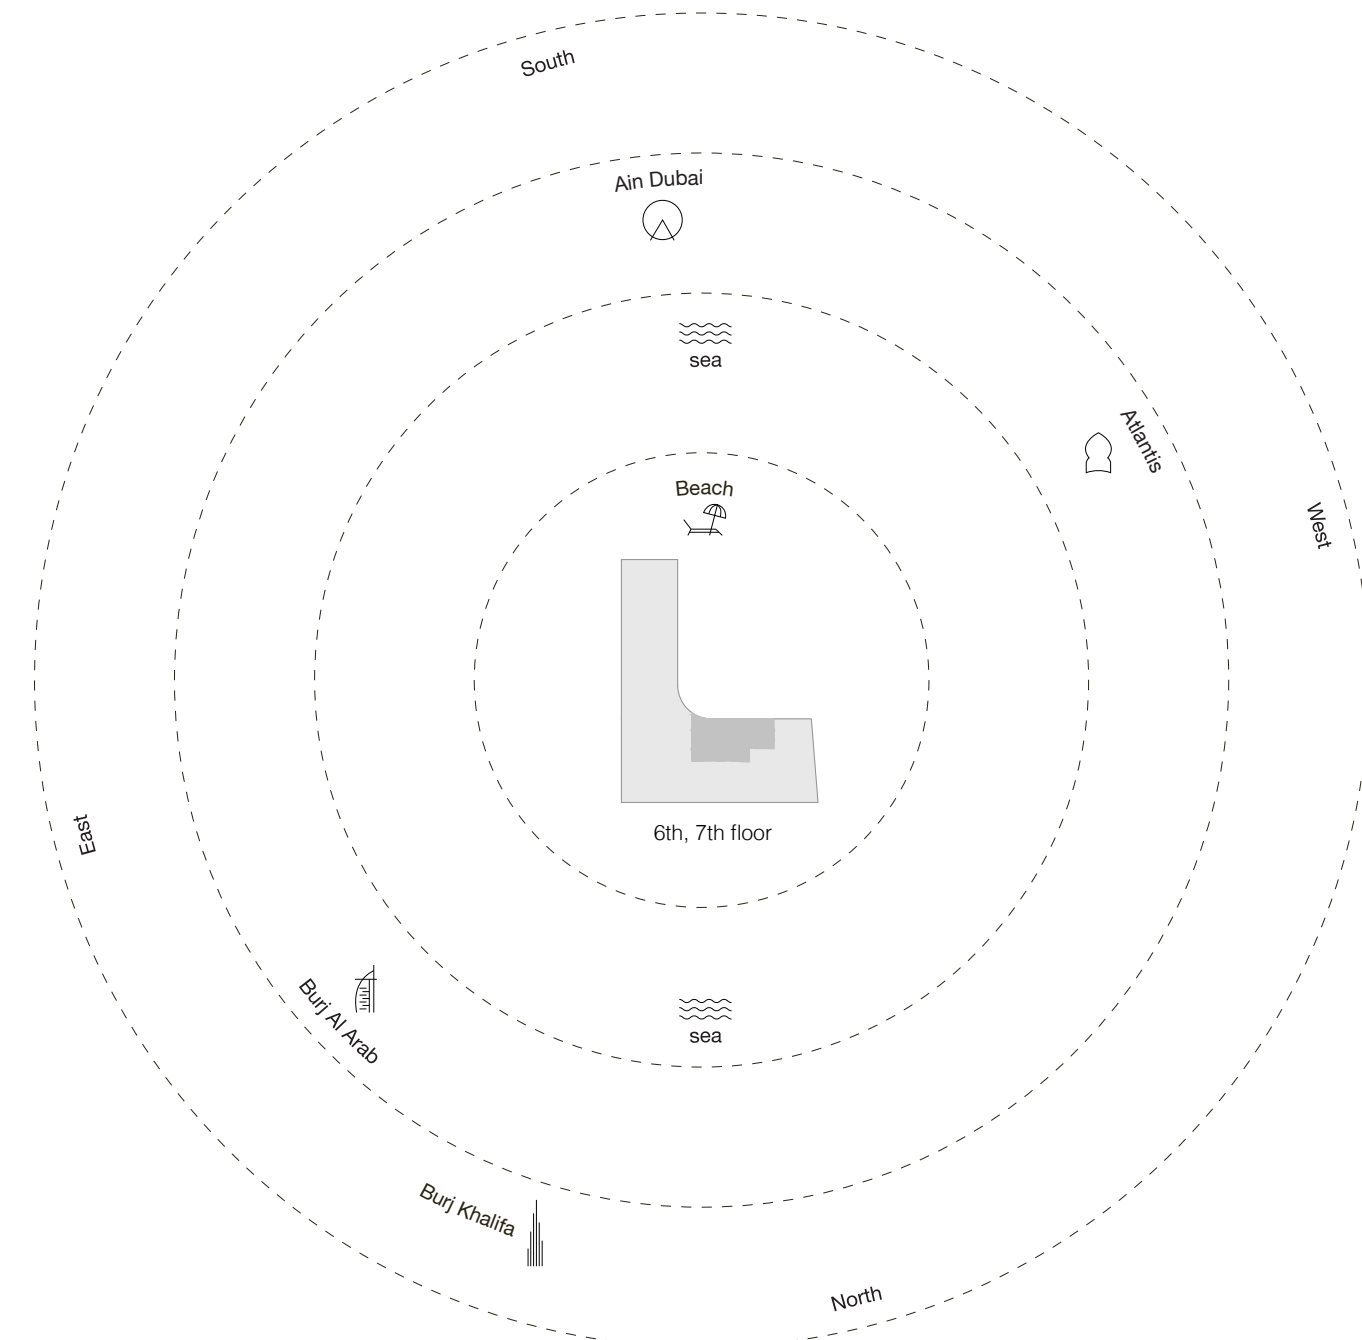 South
Ain Dubai
sea
Atlantis
Beach
West
6th, 7th floor
East
Burj Al Arab
sea
Burj Khalifa
North